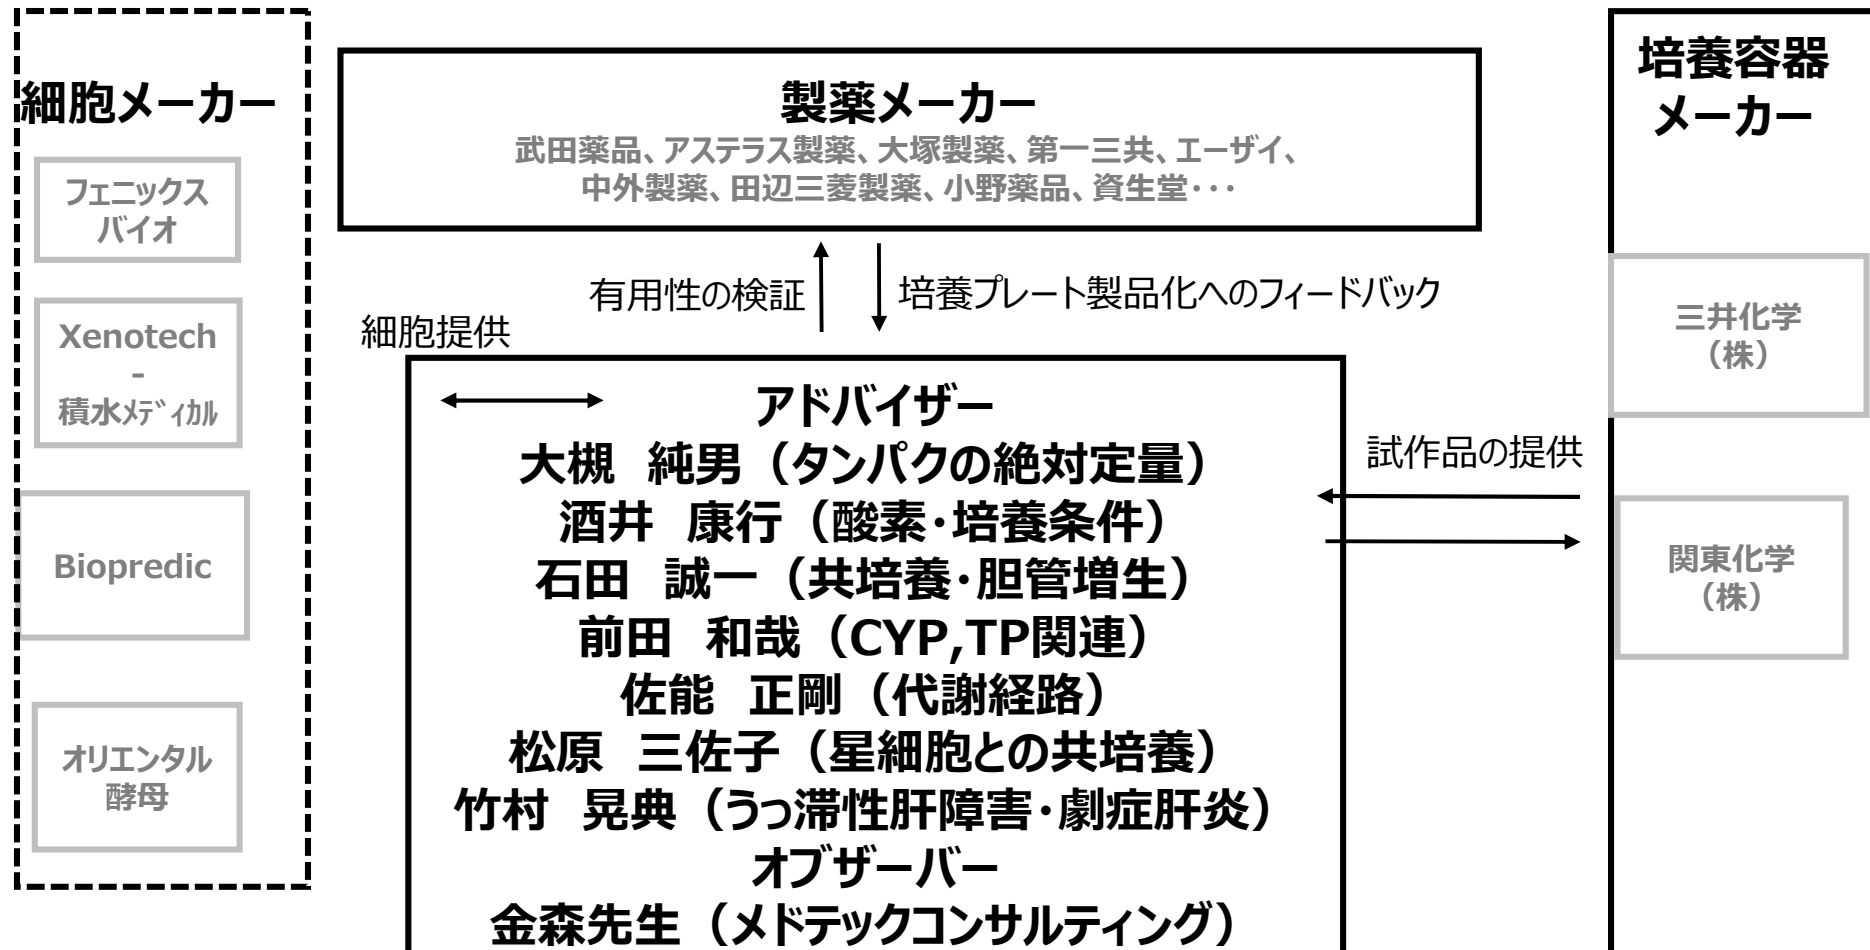 細胞メーカー
フェニックス
バイオ
Xenotech
-
積水ﾒﾃﾞｨｶﾙ
Biopredic
オリエンタル
酵母
製薬メーカー
武田薬品、アステラス製薬、大塚製薬、第一三共、エーザイ、
中外製薬、田辺三菱製薬、小野薬品、資生堂･･･
有用性の検証
培養プレート製品化へのフィードバック
細胞提供
アドバイザー
大槻 純男（タンパクの絶対定量）
酒井 康行（酸素･培養条件）
石田 誠一（共培養･胆管増生）
前田 和哉（CYP,TP関連）
佐能 正剛（代謝経路）
松原 三佐子（星細胞との共培養）
竹村 晃典（うっ滞性肝障害･劇症肝炎）
オブザーバー
金森先生（メドテックコンサルティング）
試作品の提供
培養容器
メーカー
三井化学
（株）
関東化学
（株）